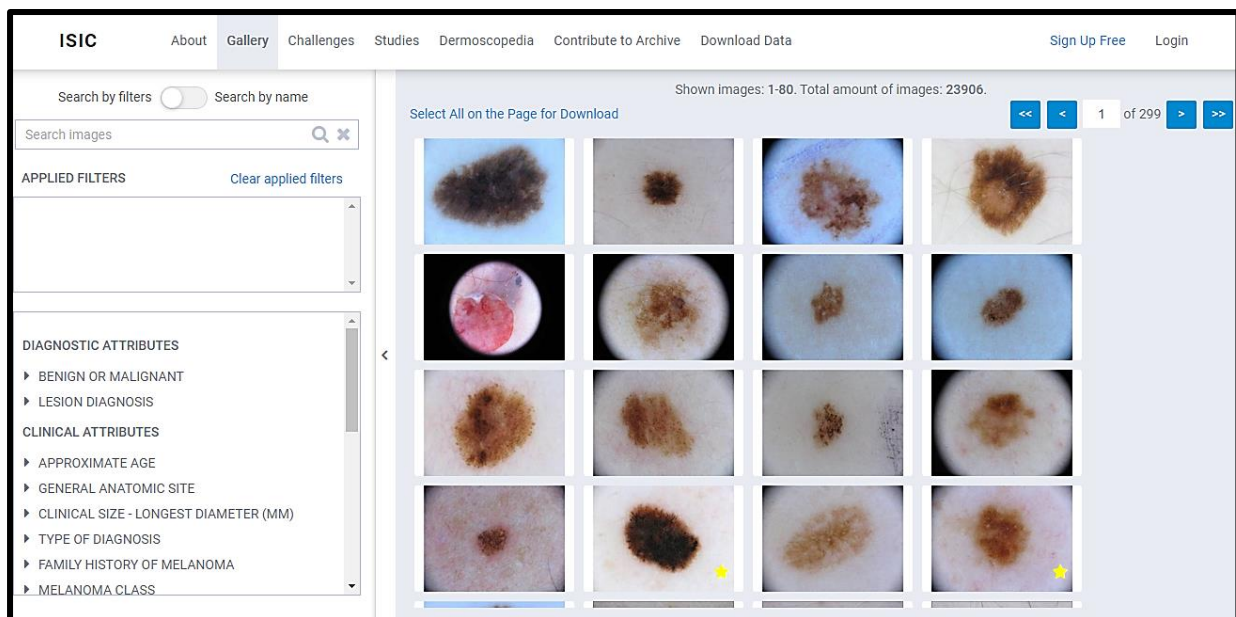 ISIC About Gallery Challenges Studies Dermoscopedia Contribute to Archive Download Data Sign Up Free Login
Search by filters Search by name
Search images
APPLIED FILTERS Clear applied filters
DIAGNOSTIC ATTRIBUTES
BENIGN OR MALIGNANT
LESION DIAGNOSIS
CLINICAL ATTRIBUTES
APPROXIMATE AGE
GENERAL ANATOMIC SITE
CLINICAL SIZE - LONGEST DIAMETER (MM)
TYPE OF DIAGNOSIS
FAMILY HISTORY OF MELANOMA
MELANOMA CLASS
Shown images: 1-80. Total amount of images: 23906.
Select All on the Page for Download
<< < 1 of 299 > >>